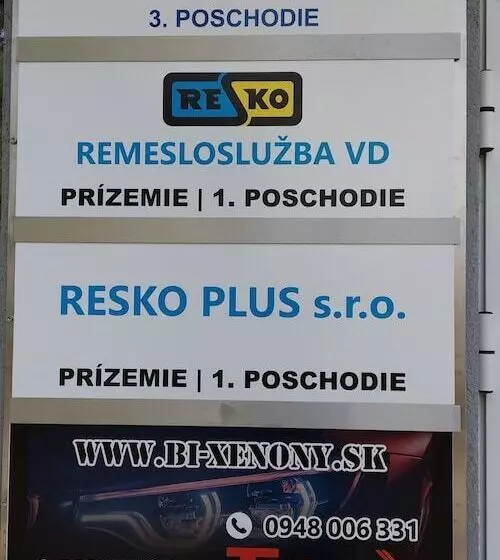 3. POSCHODIE
RESKO
REMESLOSLUŽBA VD
PRÍZEMIE | 1. POSCHODIE
RESKO PLUS s.r.o.
PRÍZEMIE | 1. POSCHODIE
WWW.BI-XENONY.SK
0948 006 331